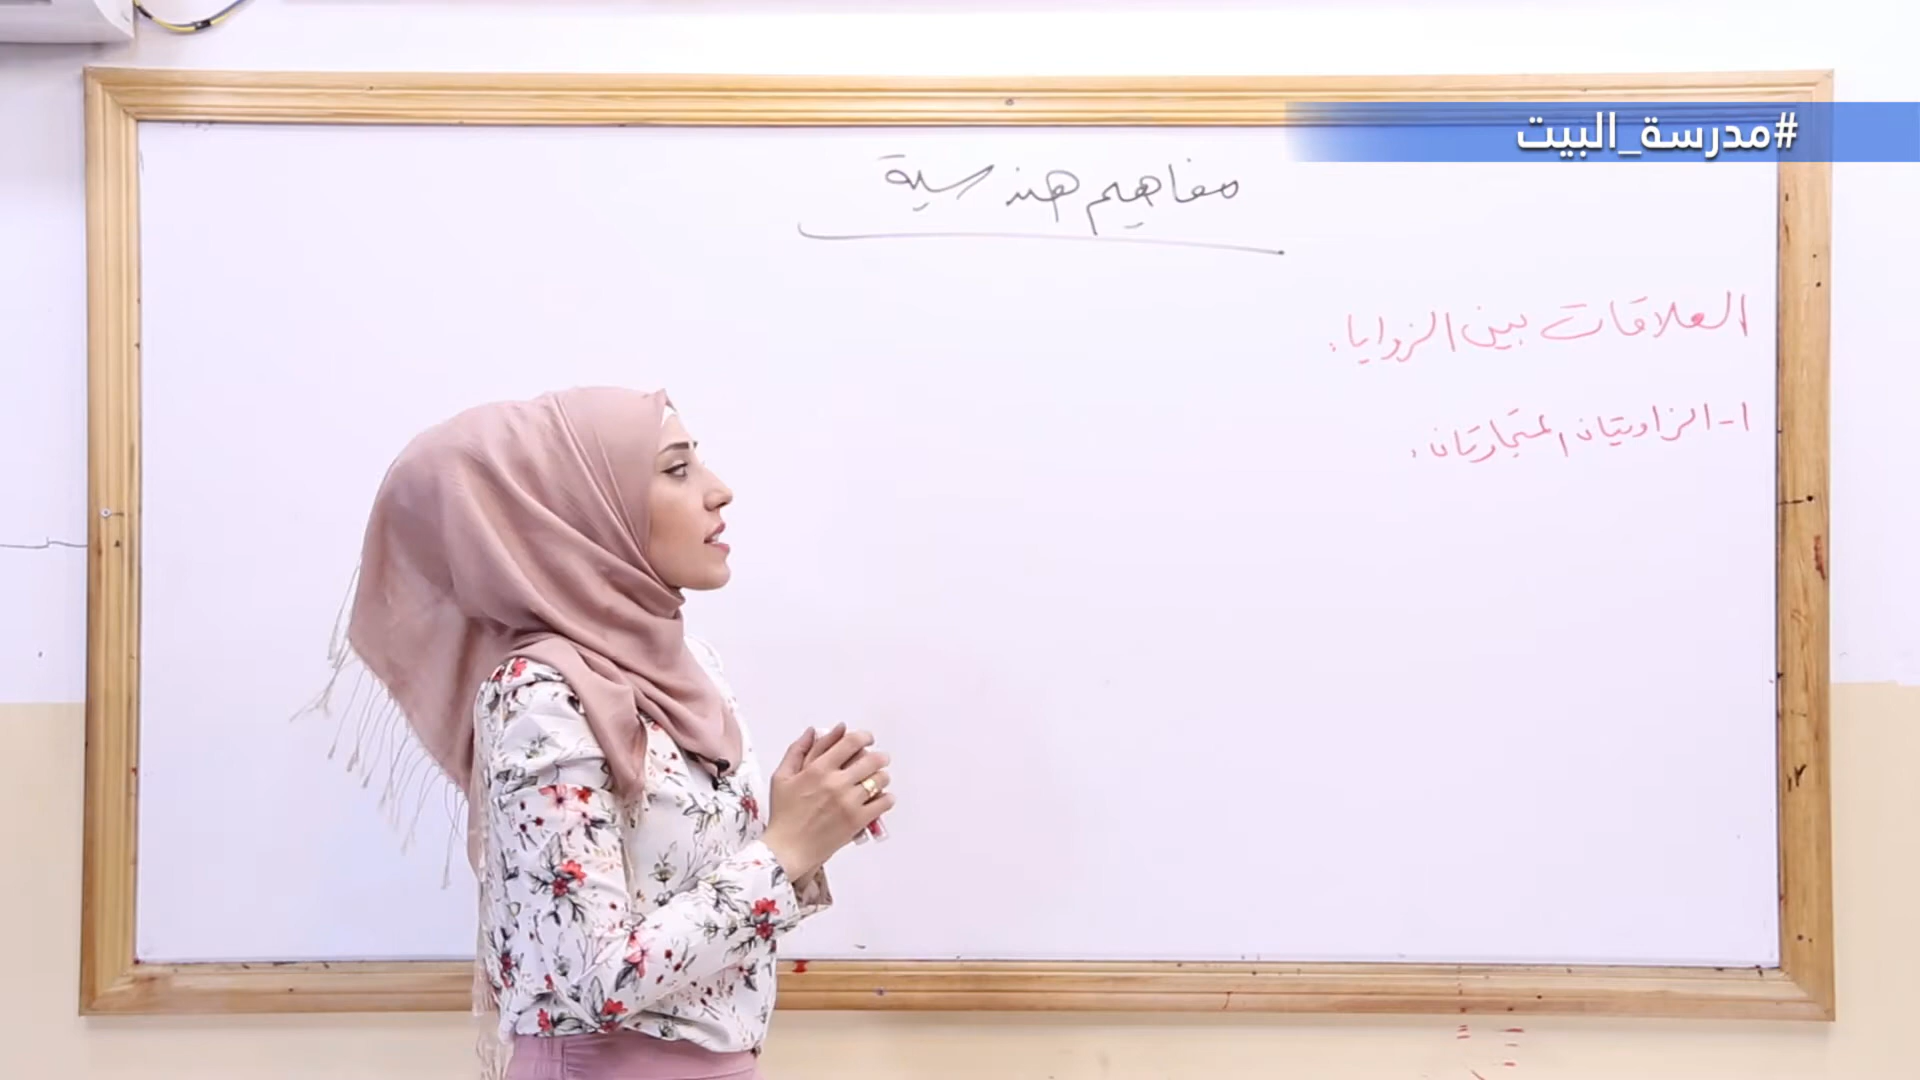 #مدرسة_البيت
مفاهيم هندسية
العلاقات بين الزوايا:
١- الزاويتان المتجاورتان: